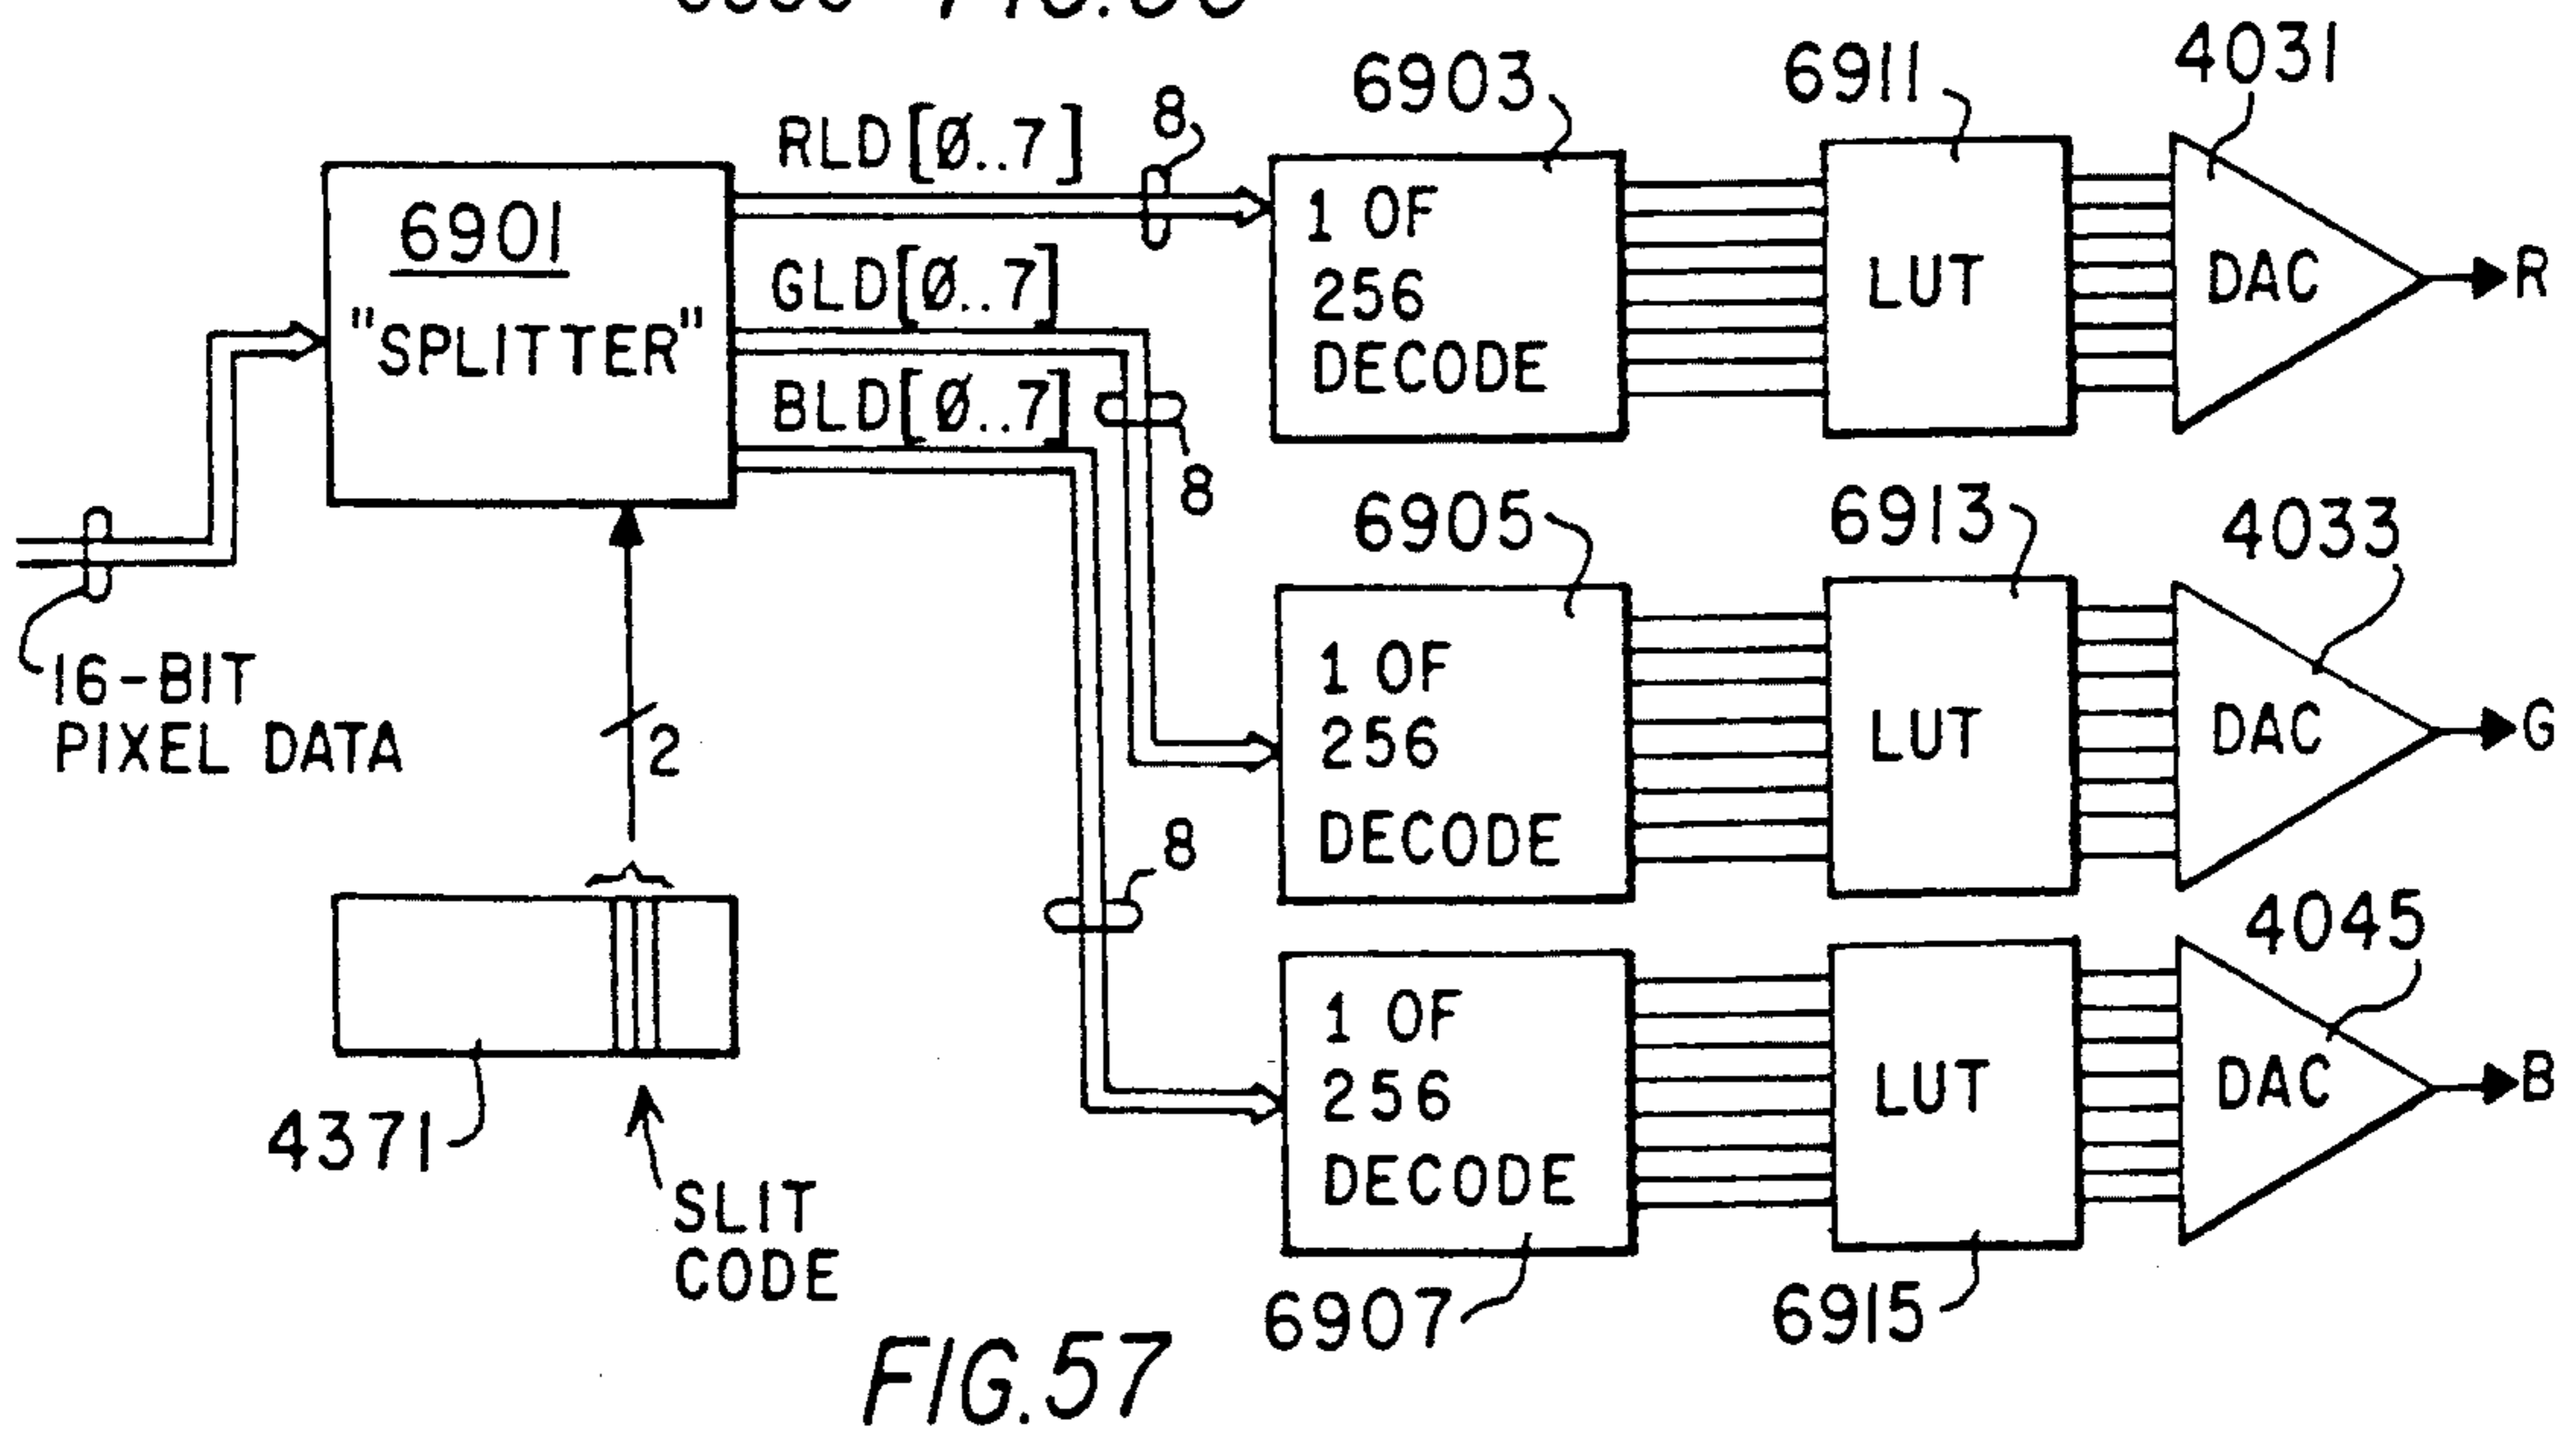 4031
6911
6903
8
RLD[Ø..7]
6901
"SPLITTER"
GLD[Ø..7]
BLD[Ø..7]
8
1 OF
256
DECODE
LUT
DAC
R
16-BIT
PIXEL DATA
2
6905
6913
4033
1 OF
256
DECODE
LUT
DAC
G
8
4371
SLIT
CODE
4045
1 OF
256
DECODE
LUT
DAC
B
6907
6915
FIG.57